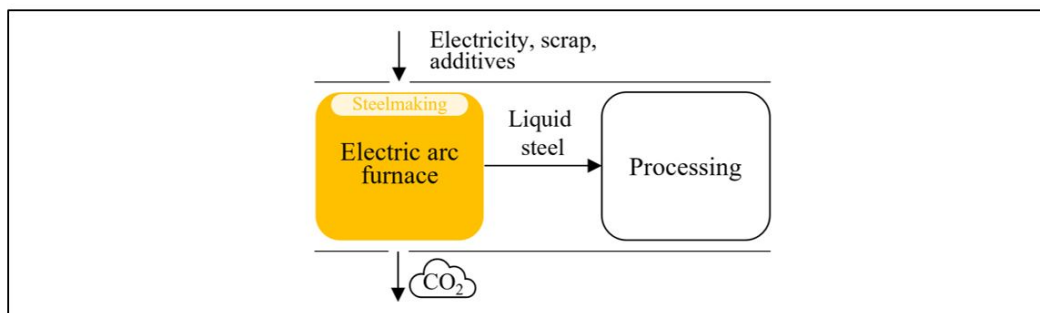 Electricity, scrap,
additives
Steelmaking
Electric arc
furnace
Liquid
steel
Processing
CO₂